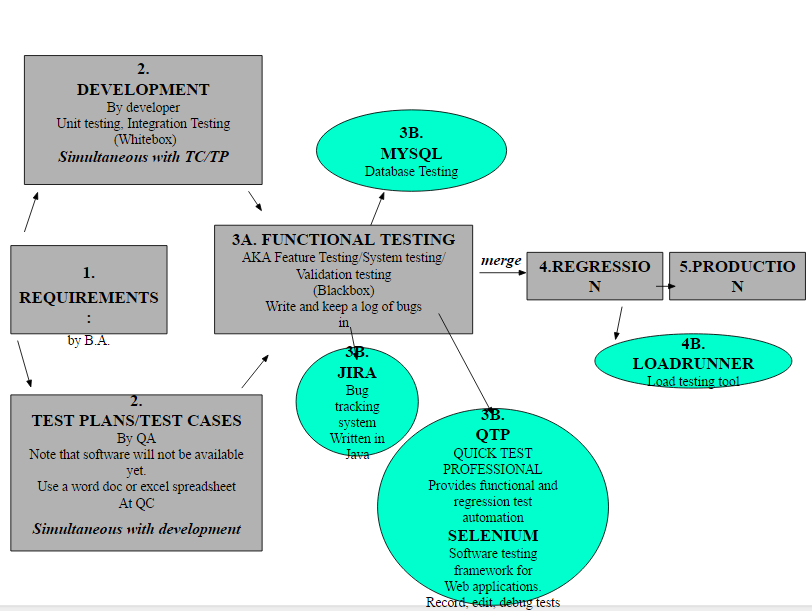 2.
DEVELOPMENT
By developer
Unit testing, Integration Testing
(Whitebox)
Simultaneous with TC/TP
3B.
MYSQL
Database Testing
1.
REQUIREMENTS
:
by B.A.
3A. FUNCTIONAL TESTING
AKA Feature Testing/System testing/
Validation testing
(Blackbox)
Write and keep a log of bugs
in
merge
4.REGRESSIO
N
5.PRODUCTIO
N
4B.
LOADRUNNER
Load testing tool
2.
TEST PLANS/TEST CASES
By QA
Note that software will not be available
yet.
Use a word doc or excel spreadsheet
At QC
Simultaneous with development
3B.
JIRA
Bug
tracking
system
Written in
Java
3B.
QTP
QUICK TEST
PROFESSIONAL
Provides functional and
regression test
automation
SELENIUM
Software testing
framework for
Web applications.
Record, edit, debug tests